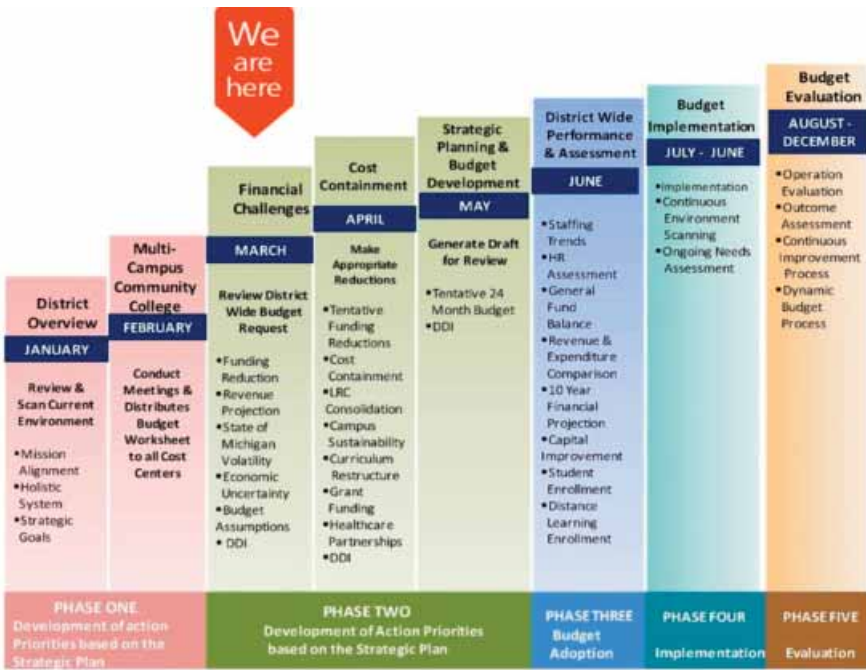 We
are
here
District
Overview
JANUARY
Review &
Scan Current
Environment
•Mission
Alignment
•Holistic
System
•Strategic
Goals
Multi-
Campus
Community
College
FEBRUARY
Conduct
Meetings &
Distributes
Budget
Worksheet
to all Cost
Centers
Financial
Challenges
MARCH
Review District
Wide Budget
Request
•Funding
Reduction
•Revenue
Projection
•State of
Michigan
Volatility
•Economic
Uncertainty
•Budget
Assumptions
• DDI
Cost
Containment
APRIL
Make
Appropriate
Reductions
•Tentative
Funding
Reductions
•Cost
Containment
•LRC
Consolidation
•Campus
Sustainability
•Curriculum
Restructure
•Grant
Funding
•Healthcare
Partnerships
•DDI
Strategic
Planning &
Budget
Development
MAY
Generate Draft
for Review
•Tentative 24
Month Budget
•DDI
District Wide
Performance
& Assessment
JUNE
•Staffing
Trends
•HR
Assessment
•General
Fund
Balance
•Revenue &
Expenditure
Comparison
•10 Year
Financial
Projection
•Capital
Improvement
•Student
Enrollment
•Distance
Learning
Enrollment
Budget
Implementation
JULY - JUNE
•Implementation
•Continuous
Environment
Scanning
•Ongoing Needs
Assessment
Budget
Evaluation
AUGUST -
DECEMBER
•Operation
Evaluation
•Outcome
Assessment
•Continuous
Improvement
Process
•Dynamic
Budget
Process
PHASE ONE
Development of action
Priorities based on the
Strategic Plan
PHASE TWO
Development of Action Priorities
based on the Strategic Plan
PHASE THREE
Budget
Adoption
PHASE FOUR
Implementation
PHASE FIVE
Evaluation